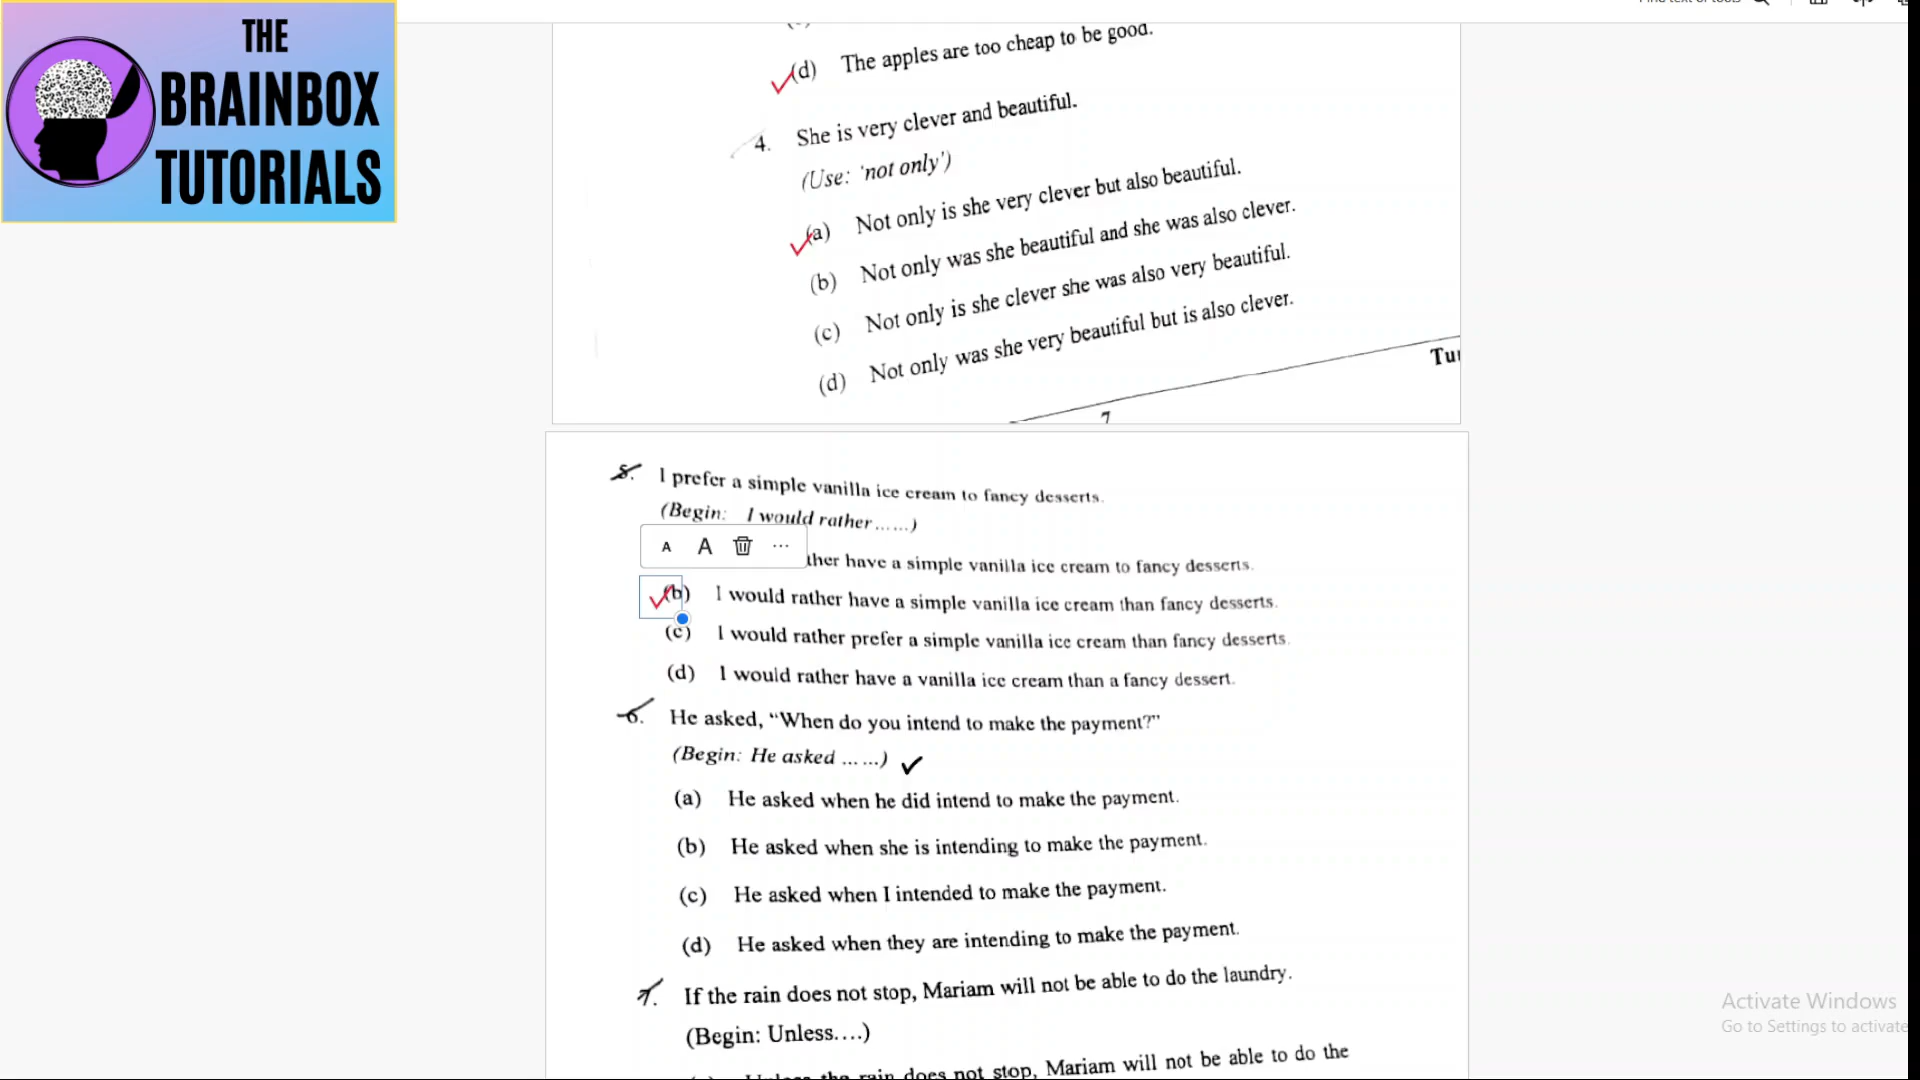 THE
BRAINBOX
TUTORIALS
(d) The apples are too cheap to be good.
4. She is very clever and beautiful.
(Use: 'not only')
(a) Not only is she very clever but also beautiful.
(b) Not only was she beautiful and she was also clever.
(c) Not only is she clever she was also very beautiful.
(d) Not only was she very beautiful but is also clever.
7
5. I prefer a simple vanilla ice cream to fancy desserts.
(Begin: I would rather ......)
A A ...
ther have a simple vanilla ice cream to fancy desserts.
(b) I would rather have a simple vanilla ice cream than fancy desserts.
(c) I would rather prefer a simple vanilla ice cream than fancy desserts.
(d) I would rather have a vanilla ice cream than a fancy dessert.
6. He asked, “When do you intend to make the payment?”
(Begin: He asked ... ...)
(a) He asked when he did intend to make the payment.
(b) He asked when she is intending to make the payment.
(c) He asked when I intended to make the payment.
(d) He asked when they are intending to make the payment.
7. If the rain does not stop, Mariam will not be able to do the laundry.
(Begin: Unless....)
rain does not stop, Mariam will not be able to do the
Activate Windows
Go to Settings to activate